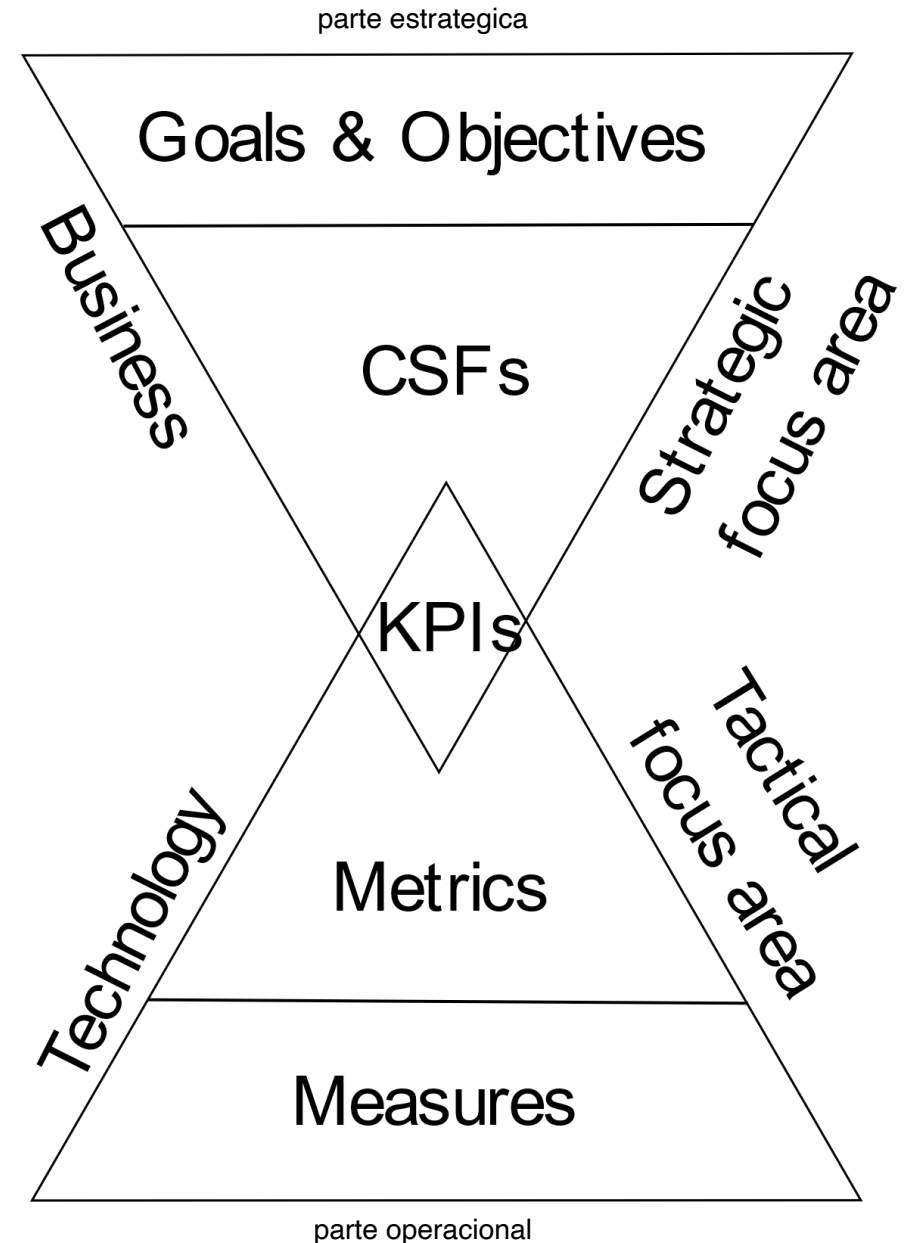 parte estrategica
Goals & Objectives
Business
CSFs
Strategic
focus area
KPIs
Tactical
focus area
Technology
Metrics
Measures
parte operacional